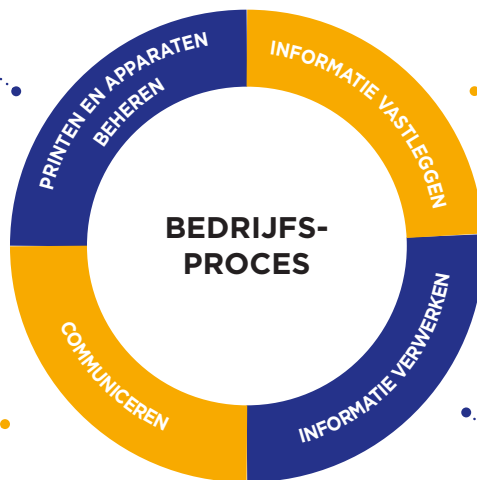 PRINTEN EN APPARATEN
BEHEREN
INFORMATIE VASTLEGGEN
BEDRIJFS-
PROCES
COMMUNICEREN
INFORMATIE VERWERKEN